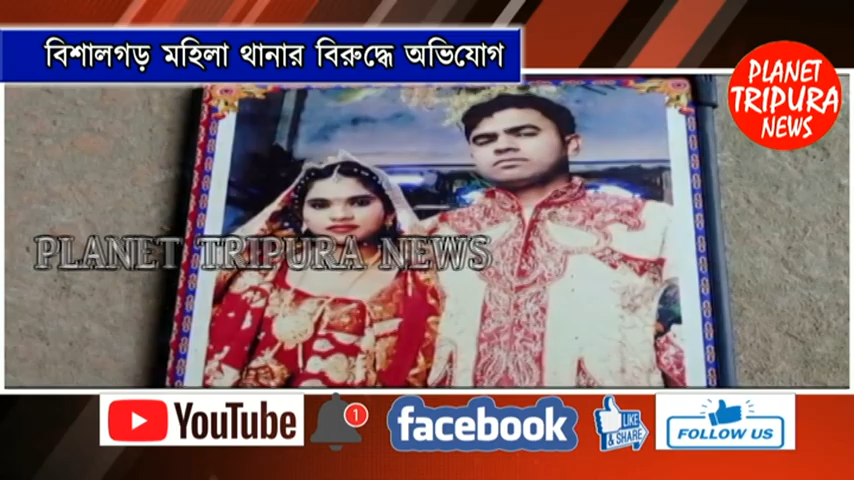 বিশালগড় মহিলা থানার বিরুদ্ধে অভিযোগ
PLANET
TRIPURA
NEWS
PLANET TRIPURA NEWS
YouTube
1
facebook
LIKE
& SHARE
FOLLOW US